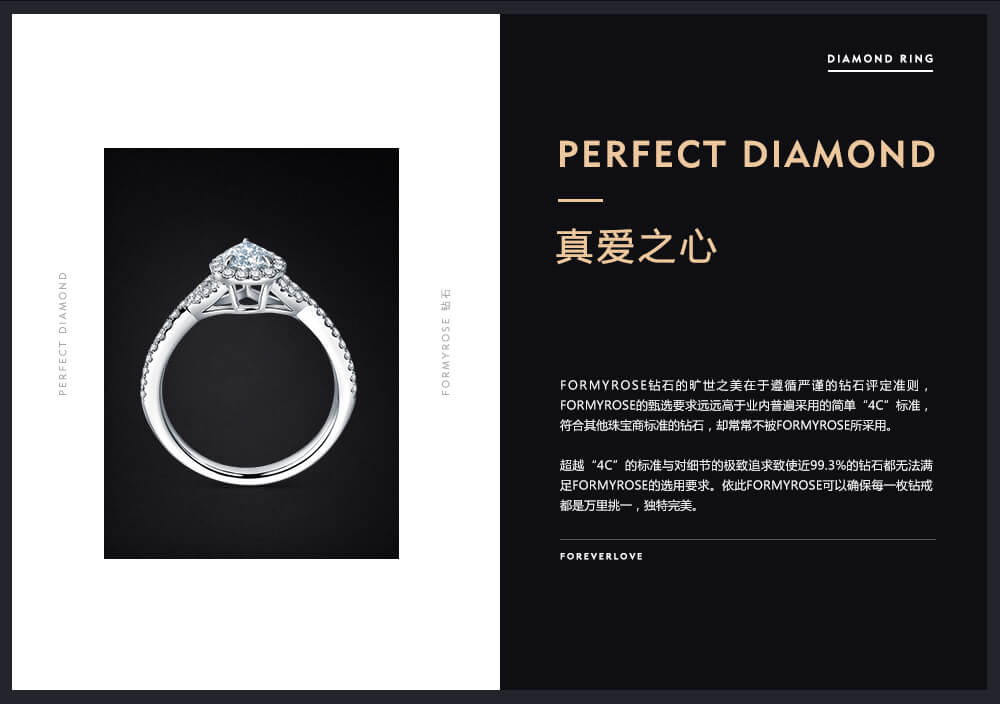 PERFECT DIAMOND
FORMYROSE 钻石
DIAMOND RING
PERFECT DIAMOND
真爱之心
FORMYROSE钻石的旷世之美在于遵循严谨的钻石评定准则，
FORMYROSE的甄选要求远远高于业内普遍采用的简单“4C”标准，
符合其他珠宝商标准的钻石，却常常不被FORMYROSE所采用。
超越“4C”的标准与对细节的极致追求致使近99.3%的钻石都无法满
足FORMYROSE的选用要求。依此FORMYROSE可以确保每一枚钻戒
都是万里挑一，独特完美。
FOREVERLOVE